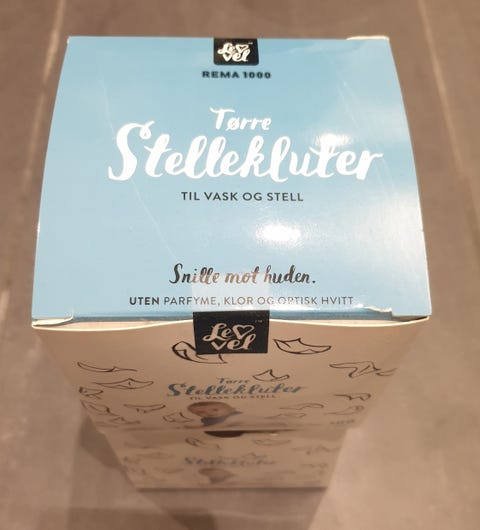 Le♡vel
REMA 1000
Tørre
Stellekluter
TIL VASK OG STELL
Snille mot huden.
UTEN PARFYME, KLOR OG OPTISK HVITT
Le♡vel
Tørre
Stellekluter
TIL VASK OG STELL
Stellekluter